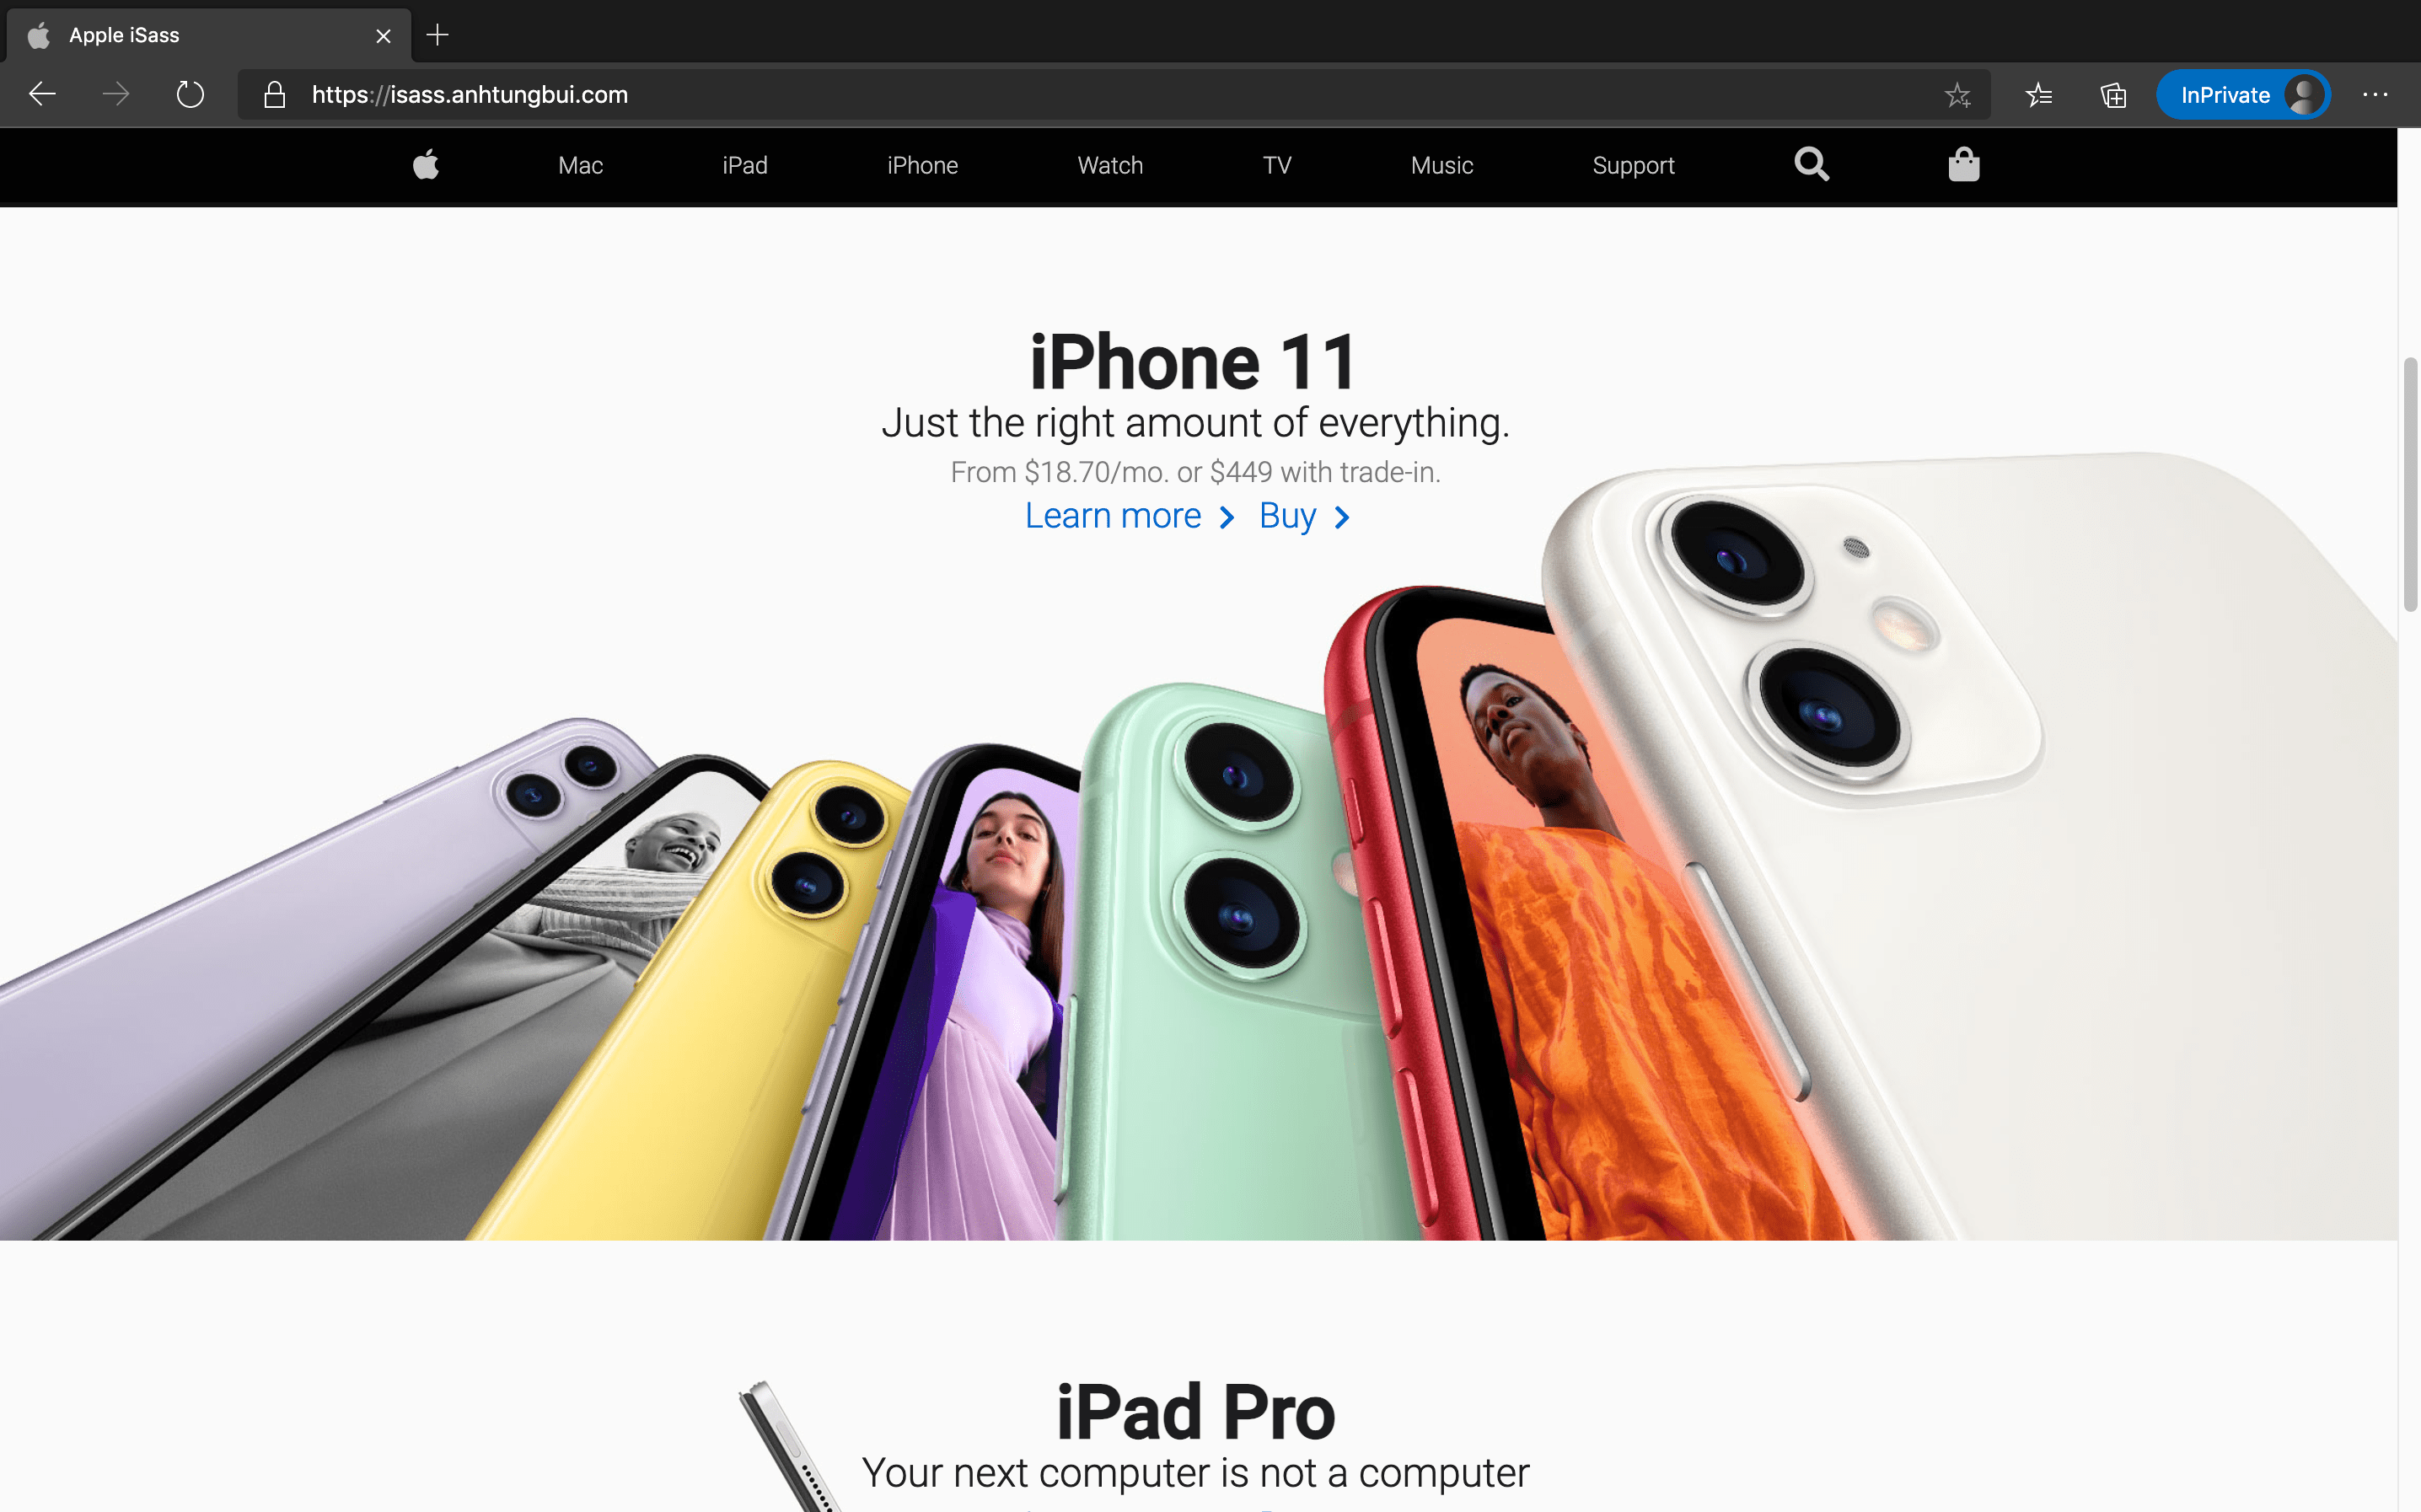 Apple iSass
https://isass.anhtungbui.com
InPrivate
Mac iPad iPhone Watch TV Music Support
iPhone 11
Just the right amount of everything.
From $18.70/mo. or $449 with trade-in.
Learn more Buy
iPad Pro
Your next computer is not a computer